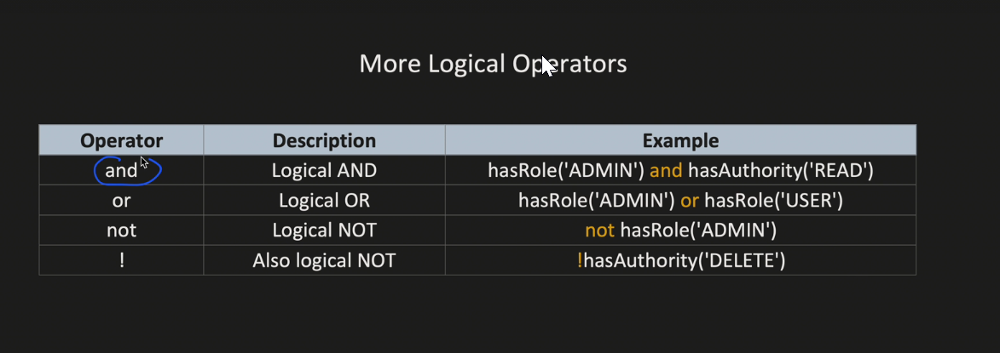 More Logical Operators
Operator Description Example
and Logical AND hasRole('ADMIN') and hasAuthority('READ')
or Logical OR hasRole('ADMIN') or hasRole('USER')
not Logical NOT not hasRole('ADMIN')
! Also logical NOT !hasAuthority('DELETE')